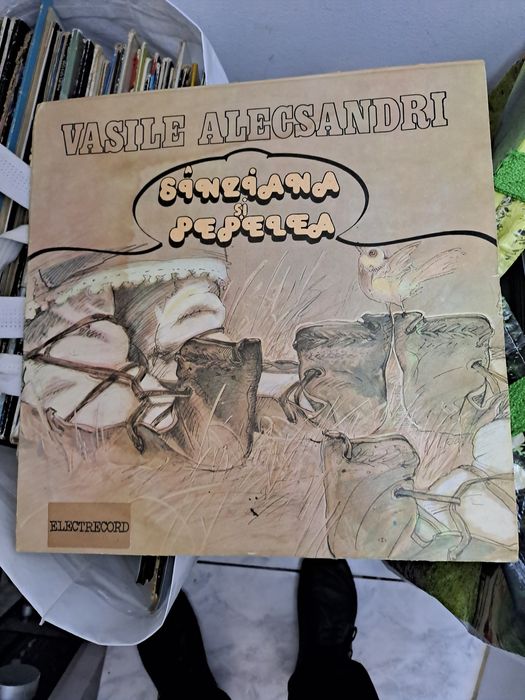 VASILE ALECSANDRI
SÎNZIANA
ȘI
PEPELEA
ELECTRECORD